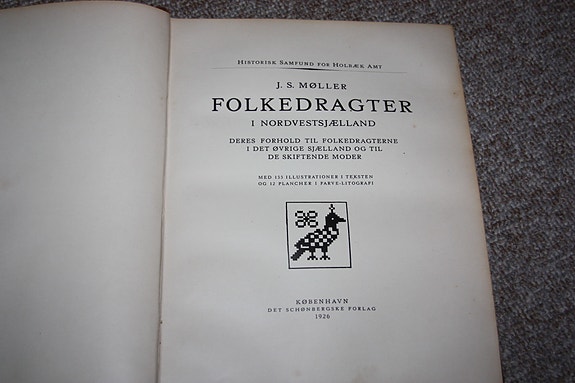 HISTORISK SAMFUND FOR HOLBÆK AMT
J. S. MØLLER
FOLKEDRAGTER
I NORDVESTSJÆLLAND
DERES FORHOLD TIL FOLKEDRAGTERNE
I DET ØVRIGE SJÆLLAND OG TIL
DE SKIFTENDE MODER
MED 153 ILLUSTRATIONER I TEKSTEN
OG 12 PLANCHER I FARVE-LITOGRAFI
KØBENHAVN
DET SCHØNBERGSKE FORLAG
1926